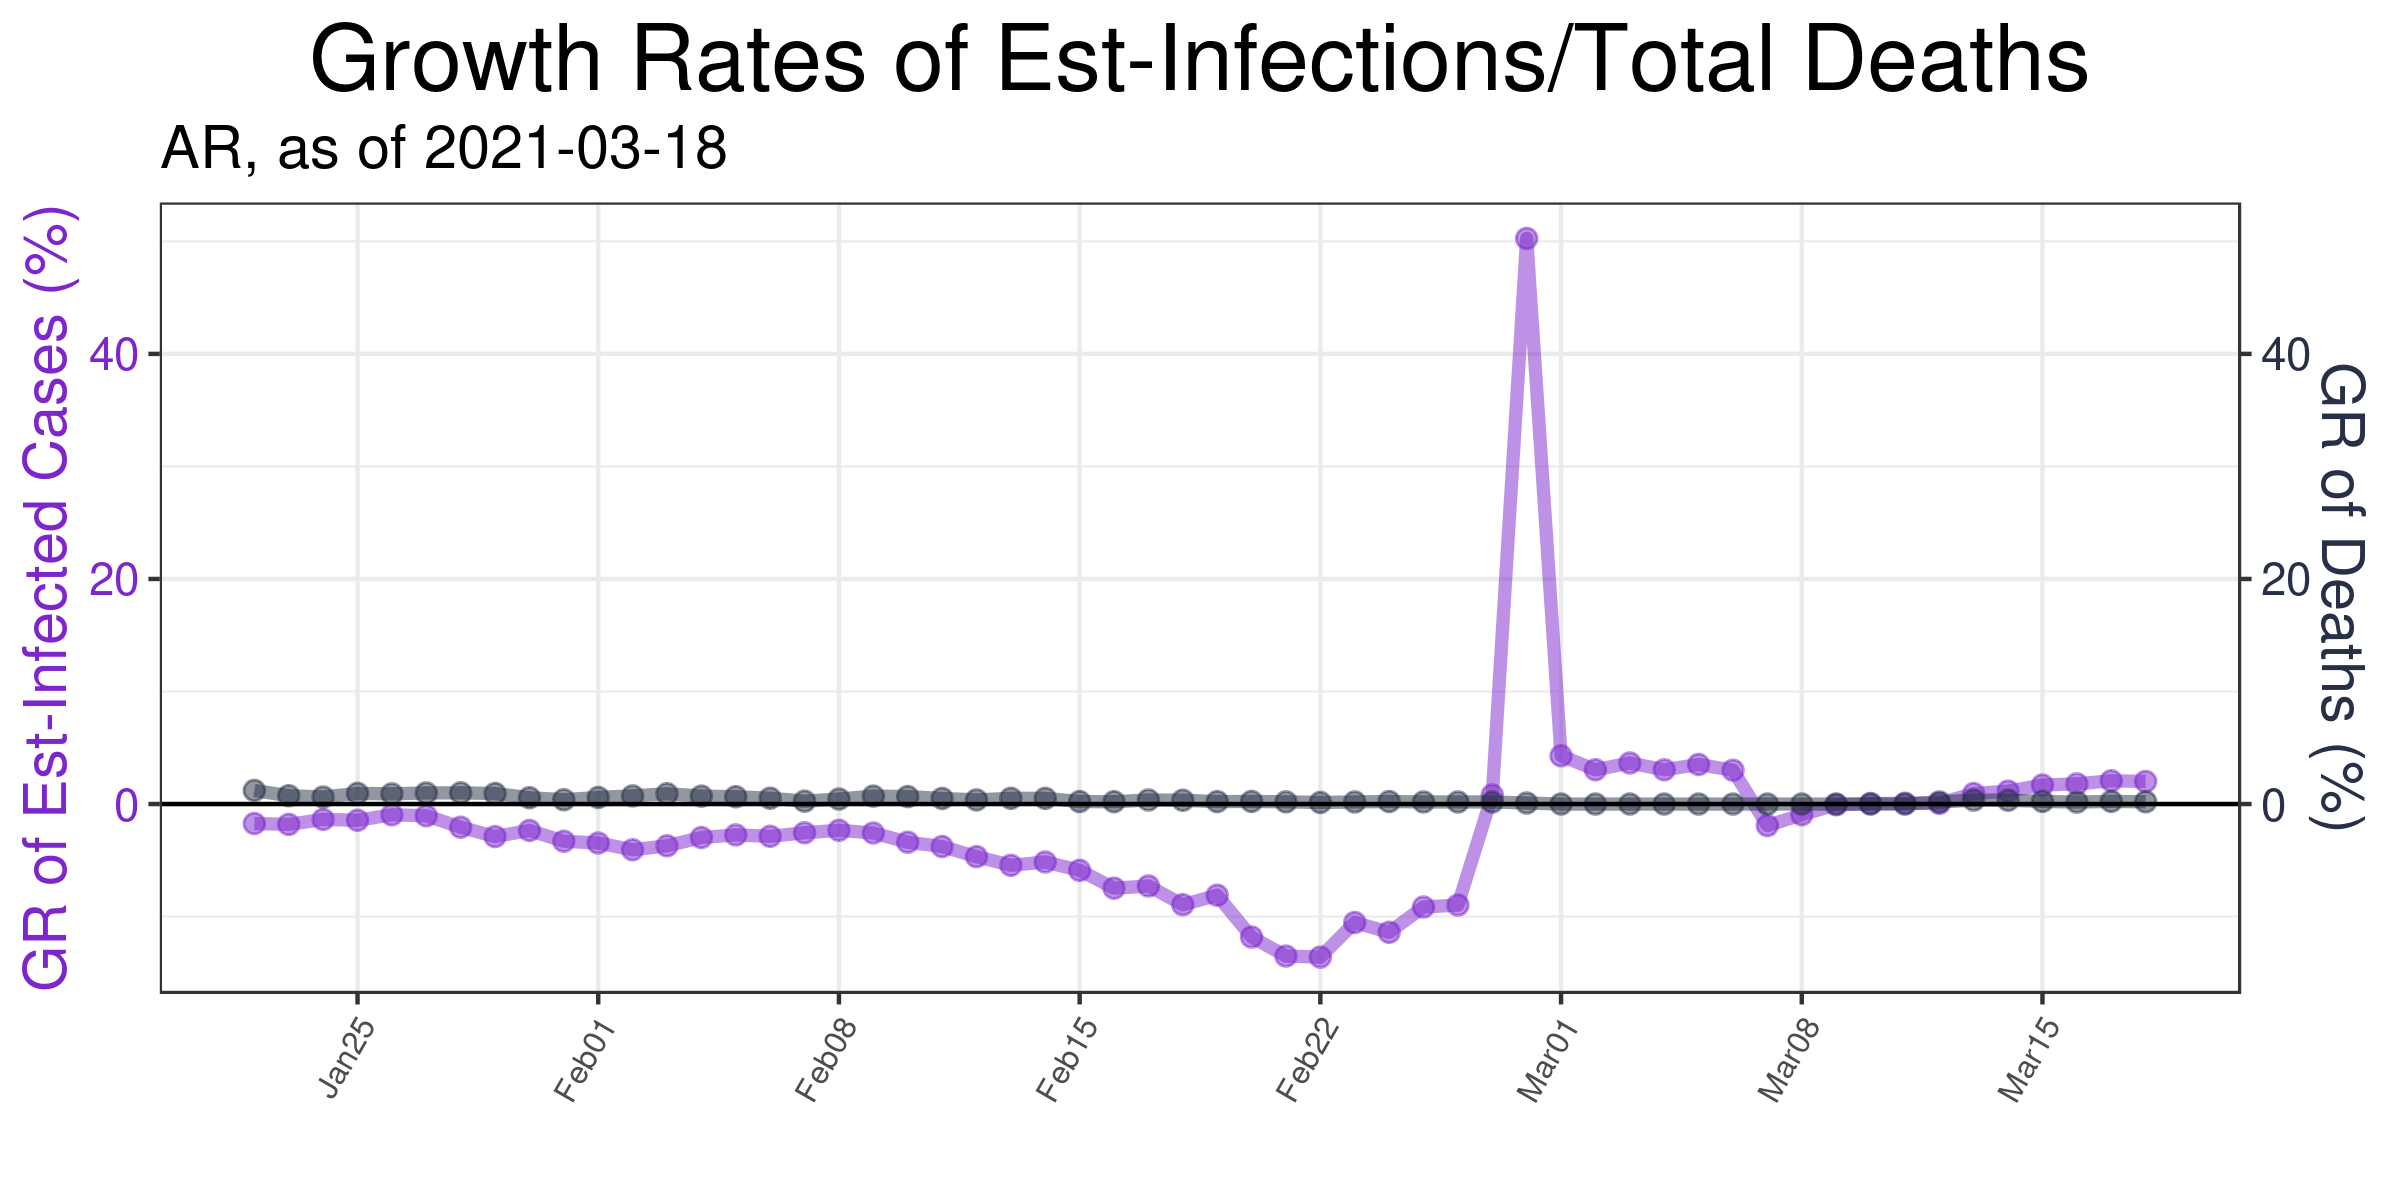 Growth Rates of Est-Infections/Total Deaths
AR, as of 2021-03-18
GR of Est-Infected Cases (%)
40
20
0
40
20
0
GR of Deaths (%)
Jan25
Feb01
Feb08
Feb15
Feb22
Mar01
Mar08
Mar15